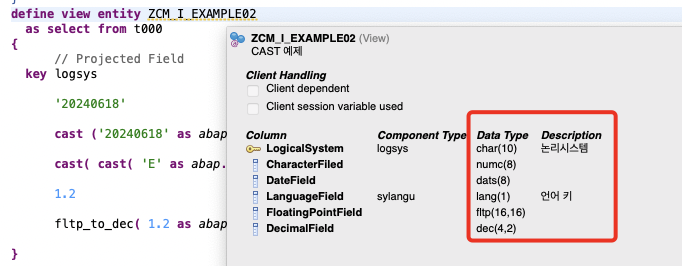 define view entity ZCM_I_EXAMPLE02
as select from t000
{
// Projected Field
key logsys
'20240618'
cast ('20240618' as abap
cast( cast( 'E' as abap.
1.2
fltp_to_dec( 1.2 as abap
}
ZCM_I_EXAMPLE02 (View)
CAST 예제
Client Handling
Client dependent
Client session variable used
Column Component Type Data Type Description
LogicalSystem logsys char(10) 논리시스템
CharacterFiled numc(8)
DateField dats(8)
LanguageField sylangu lang(1) 언어 키
FloatingPointField fltp(16,16)
DecimalField dec(4,2)